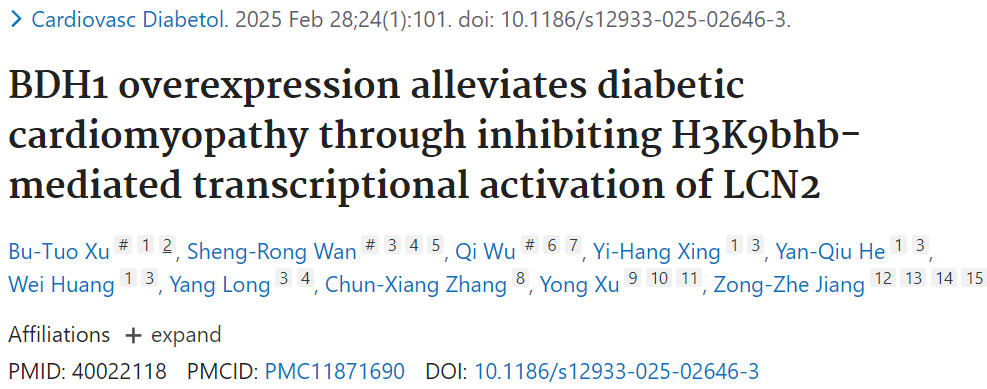 > Cardiovasc Diabetol. 2025 Feb 28;24(1):101. doi: 10.1186/s12933-025-02646-3.
BDH1 overexpression alleviates diabetic
cardiomyopathy through inhibiting H3K9bhb-
mediated transcriptional activation of LCN2
Bu-Tuo Xu # 1 2, Sheng-Rong Wan # 3 4 5, Qi Wu # 6 7, Yi-Hang Xing 1 3, Yan-Qiu He 1 3,
Wei Huang 1 3, Yang Long 3 4, Chun-Xiang Zhang 8, Yong Xu 9 10 11, Zong-Zhe Jiang 12 13 14 15
Affiliations + expand
PMID: 40022118 PMCID: PMC11871690 DOI: 10.1186/s12933-025-02646-3